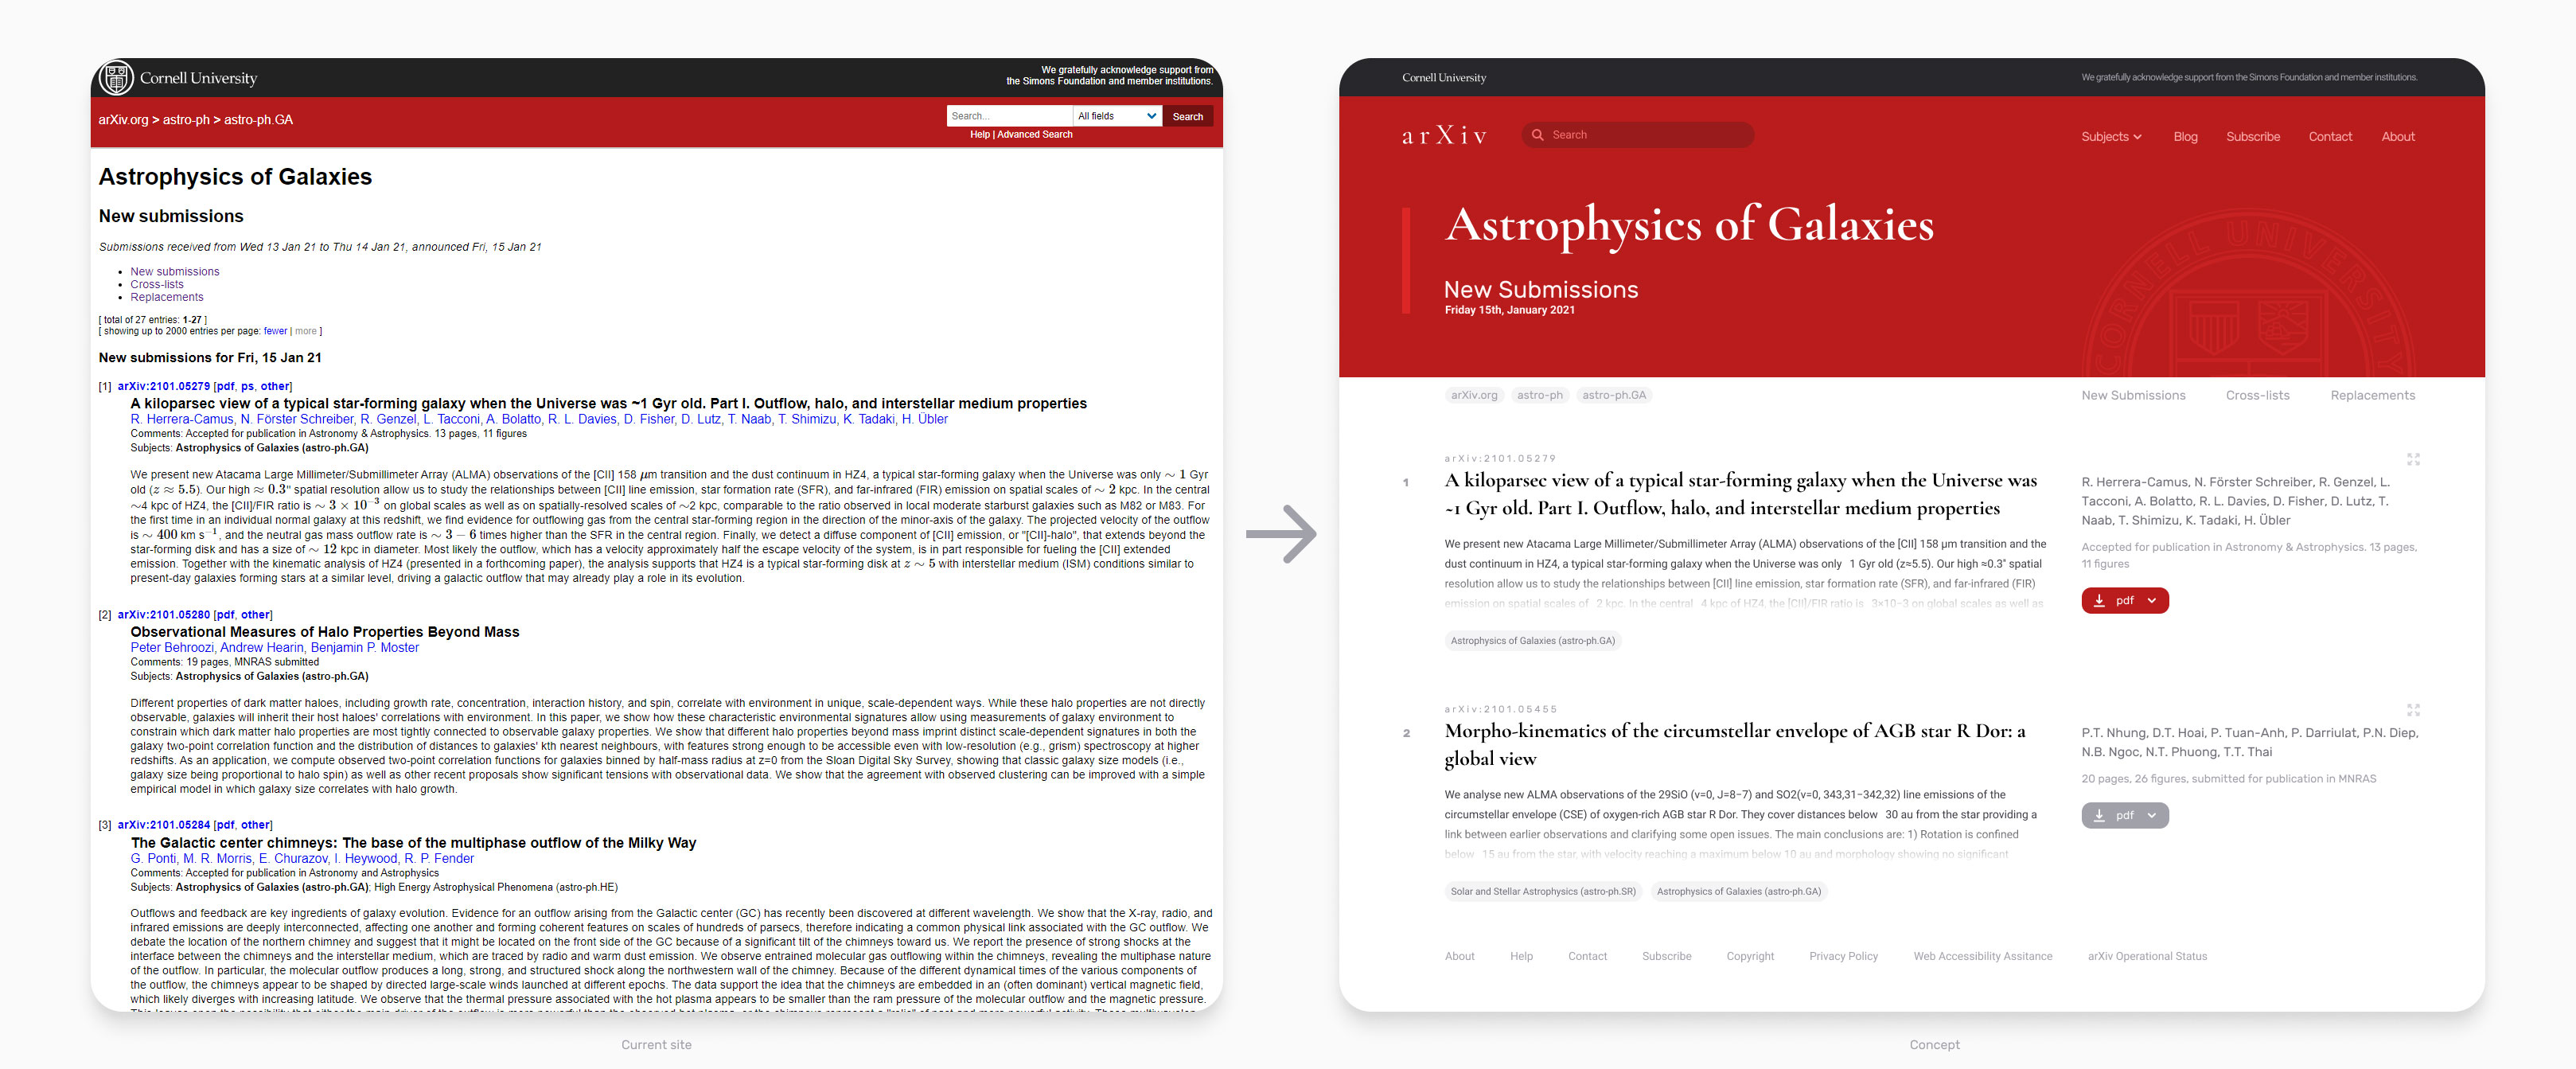 Cornell University
We gratefully acknowledge support from
the Simons Foundation and member institutions.
arXiv.org > astro-ph > astro-ph.GA
Search...
All fields
Search
Help | Advanced Search
Astrophysics of Galaxies
New submissions
Submissions received from Wed 13 Jan 21 to Thu 14 Jan 21, announced Fri, 15 Jan 21
• New submissions
• Cross-lists
• Replacements
[ total of 27 entries: 1-27 ]
[ showing up to 2000 entries per page: fewer | more ]
New submissions for Fri, 15 Jan 21
[1] arXiv:2101.05279 [pdf, ps, other]
A kiloparsec view of a typical star-forming galaxy when the Universe was ~1 Gyr old. Part I. Outflow, halo, and interstellar medium properties
R. Herrera-Camus, N. Förster Schreiber, R. Genzel, L. Tacconi, A. Bolatto, R. L. Davies, D. Fisher, D. Lutz, T. Naab, T. Shimizu, K. Tadaki, H. Übler
Comments: Accepted for publication in Astronomy & Astrophysics. 13 pages, 11 figures
Subjects: Astrophysics of Galaxies (astro-ph.GA)
We present new Atacama Large Millimeter/Submillimeter Array (ALMA) observations of the [CII] 158 μm transition and the dust continuum in HZ4, a typical star-forming galaxy when the Universe was only ∼ 1 Gyr
old (z ≈ 5.5). Our high ≈ 0.3" spatial resolution allow us to study the relationships between [CII] line emission, star formation rate (SFR), and far-infrared (FIR) emission on spatial scales of ∼ 2 kpc. In the central
∼4 kpc of HZ4, the [CII]/FIR ratio is ∼ 3 × 10⁻³ on global scales as well as on spatially-resolved scales of ∼2 kpc, comparable to the ratio observed in local moderate starburst galaxies such as M82 or M83. For
the first time in an individual normal galaxy at this redshift, we find evidence for outflowing gas from the central star-forming region in the direction of the minor-axis of the galaxy. The projected velocity of the outflow
is ∼ 400 km s⁻¹, and the neutral gas mass outflow rate is ∼ 3 − 6 times higher than the SFR in the central region. Finally, we detect a diffuse component of [CII] emission, or "[CII]-halo", that extends beyond the
star-forming disk and has a size of ∼ 12 kpc in diameter. Most likely the outflow, which has a velocity approximately half the escape velocity of the system, is in part responsible for fueling the [CII] extended
emission. Together with the kinematic analysis of HZ4 (presented in a forthcoming paper), the analysis supports that HZ4 is a typical star-forming disk at z ∼ 5 with interstellar medium (ISM) conditions similar to
present-day galaxies forming stars at a similar level, driving a galactic outflow that may already play a role in its evolution.
[2] arXiv:2101.05280 [pdf, other]
Observational Measures of Halo Properties Beyond Mass
Peter Behroozi, Andrew Hearin, Benjamin P. Moster
Comments: 19 pages, MNRAS submitted
Subjects: Astrophysics of Galaxies (astro-ph.GA)
Different properties of dark matter haloes, including growth rate, concentration, interaction history, and spin, correlate with environment in unique, scale-dependent ways. While these halo properties are not directly
observable, galaxies will inherit their host haloes' correlations with environment. In this paper, we show how these characteristic environmental signatures allow using measurements of galaxy environment to
constrain which dark matter halo properties are most tightly connected to observable galaxy properties. We show that different halo properties beyond mass imprint distinct scale-dependent signatures in both the
galaxy two-point correlation function and the distribution of distances to galaxies' kth nearest neighbours, with features strong enough to be accessible even with low-resolution (e.g., grism) spectroscopy at higher
redshifts. As an application, we compute observed two-point correlation functions for galaxies binned by half-mass radius at z=0 from the Sloan Digital Sky Survey, showing that classic galaxy size models (i.e.,
galaxy size being proportional to halo spin) as well as other recent proposals show significant tensions with observational data. We show that the agreement with observed clustering can be improved with a simple
empirical model in which galaxy size correlates with halo growth.
[3] arXiv:2101.05284 [pdf, other]
The Galactic center chimneys: The base of the multiphase outflow of the Milky Way
G. Ponti, M. R. Morris, E. Churazov, I. Heywood, R. P. Fender
Comments: Accepted for publication in Astronomy and Astrophysics
Subjects: Astrophysics of Galaxies (astro-ph.GA); High Energy Astrophysical Phenomena (astro-ph.HE)
Outflows and feedback are key ingredients of galaxy evolution. Evidence for an outflow arising from the Galactic center (GC) has recently been discovered at different wavelength. We show that the X-ray, radio, and
infrared emissions are deeply interconnected, affecting one another and forming coherent features on scales of hundreds of parsecs, therefore indicating a common physical link associated with the GC outflow. We
debate the location of the northern chimney and suggest that it might be located on the front side of the GC because of a significant tilt of the chimneys toward us. We report the presence of strong shocks at the
interface between the chimneys and the interstellar medium, which are traced by radio and warm dust emission. We observe entrained molecular gas outflowing within the chimneys, revealing the multiphase nature
of the outflow. In particular, the molecular outflow produces a long, strong, and structured shock along the northwestern wall of the chimney. Because of the different dynamical times of the various components of
the outflow, the chimneys appear to be shaped by directed large-scale winds launched at different epochs. The data support the idea that the chimneys are embedded in an (often dominant) vertical magnetic field,
which likely diverges with increasing latitude. We observe that the thermal pressure associated with the hot plasma appears to be smaller than the ram pressure of the molecular outflow and the magnetic pressure.
Current site
Cornell University
We gratefully acknowledge support from the Simons Foundation and member institutions.
arXiv
Search
Subjects
Blog
Subscribe
Contact
About
Astrophysics of Galaxies
New Submissions
Friday 15th, January 2021
CORNELL UNIVERSITY
arXiv.org
astro-ph
astro-ph.GA
New Submissions
Cross-lists
Replacements
arXiv:2101.05279
1
A kiloparsec view of a typical star-forming galaxy when the Universe was
~1 Gyr old. Part I. Outflow, halo, and interstellar medium properties
We present new Atacama Large Millimeter/Submillimeter Array (ALMA) observations of the [CII] 158 μm transition and the
dust continuum in HZ4, a typical star-forming galaxy when the Universe was only 1 Gyr old (z≈5.5). Our high ≈0.3" spatial
resolution allow us to study the relationships between [CII] line emission, star formation rate (SFR), and far-infrared (FIR)
emission on spatial scales of 2 kpc. In the central 4 kpc of HZ4, the [CII]/FIR ratio is 3×10−3 on global scales as well as
Astrophysics of Galaxies (astro-ph.GA)
R. Herrera-Camus, N. Förster Schreiber, R. Genzel, L.
Tacconi, A. Bolatto, R. L. Davies, D. Fisher, D. Lutz, T.
Naab, T. Shimizu, K. Tadaki, H. Übler
Accepted for publication in Astronomy & Astrophysics. 13 pages,
11 figures
pdf
arXiv:2101.05455
2
Morpho-kinematics of the circumstellar envelope of AGB star R Dor: a
global view
We analyse new ALMA observations of the 29SiO (v=0, J=8−7) and SO2(v=0, 343,31−342,32) line emissions of the
circumstellar envelope (CSE) of oxygen-rich AGB star R Dor. They cover distances below 30 au from the star providing a
link between earlier observations and clarifying some open issues. The main conclusions are: 1) Rotation is confined
below 15 au from the star, with velocity reaching a maximum below 10 au and morphology showing no significant
Solar and Stellar Astrophysics (astro-ph.SR)
Astrophysics of Galaxies (astro-ph.GA)
P.T. Nhung, D.T. Hoai, P. Tuan-Anh, P. Darriulat, P.N. Diep,
N.B. Ngoc, N.T. Phuong, T.T. Thai
20 pages, 26 figures, submitted for publication in MNRAS
pdf
About
Help
Contact
Subscribe
Copyright
Privacy Policy
Web Accessibility Assitance
arXiv Operational Status
Concept